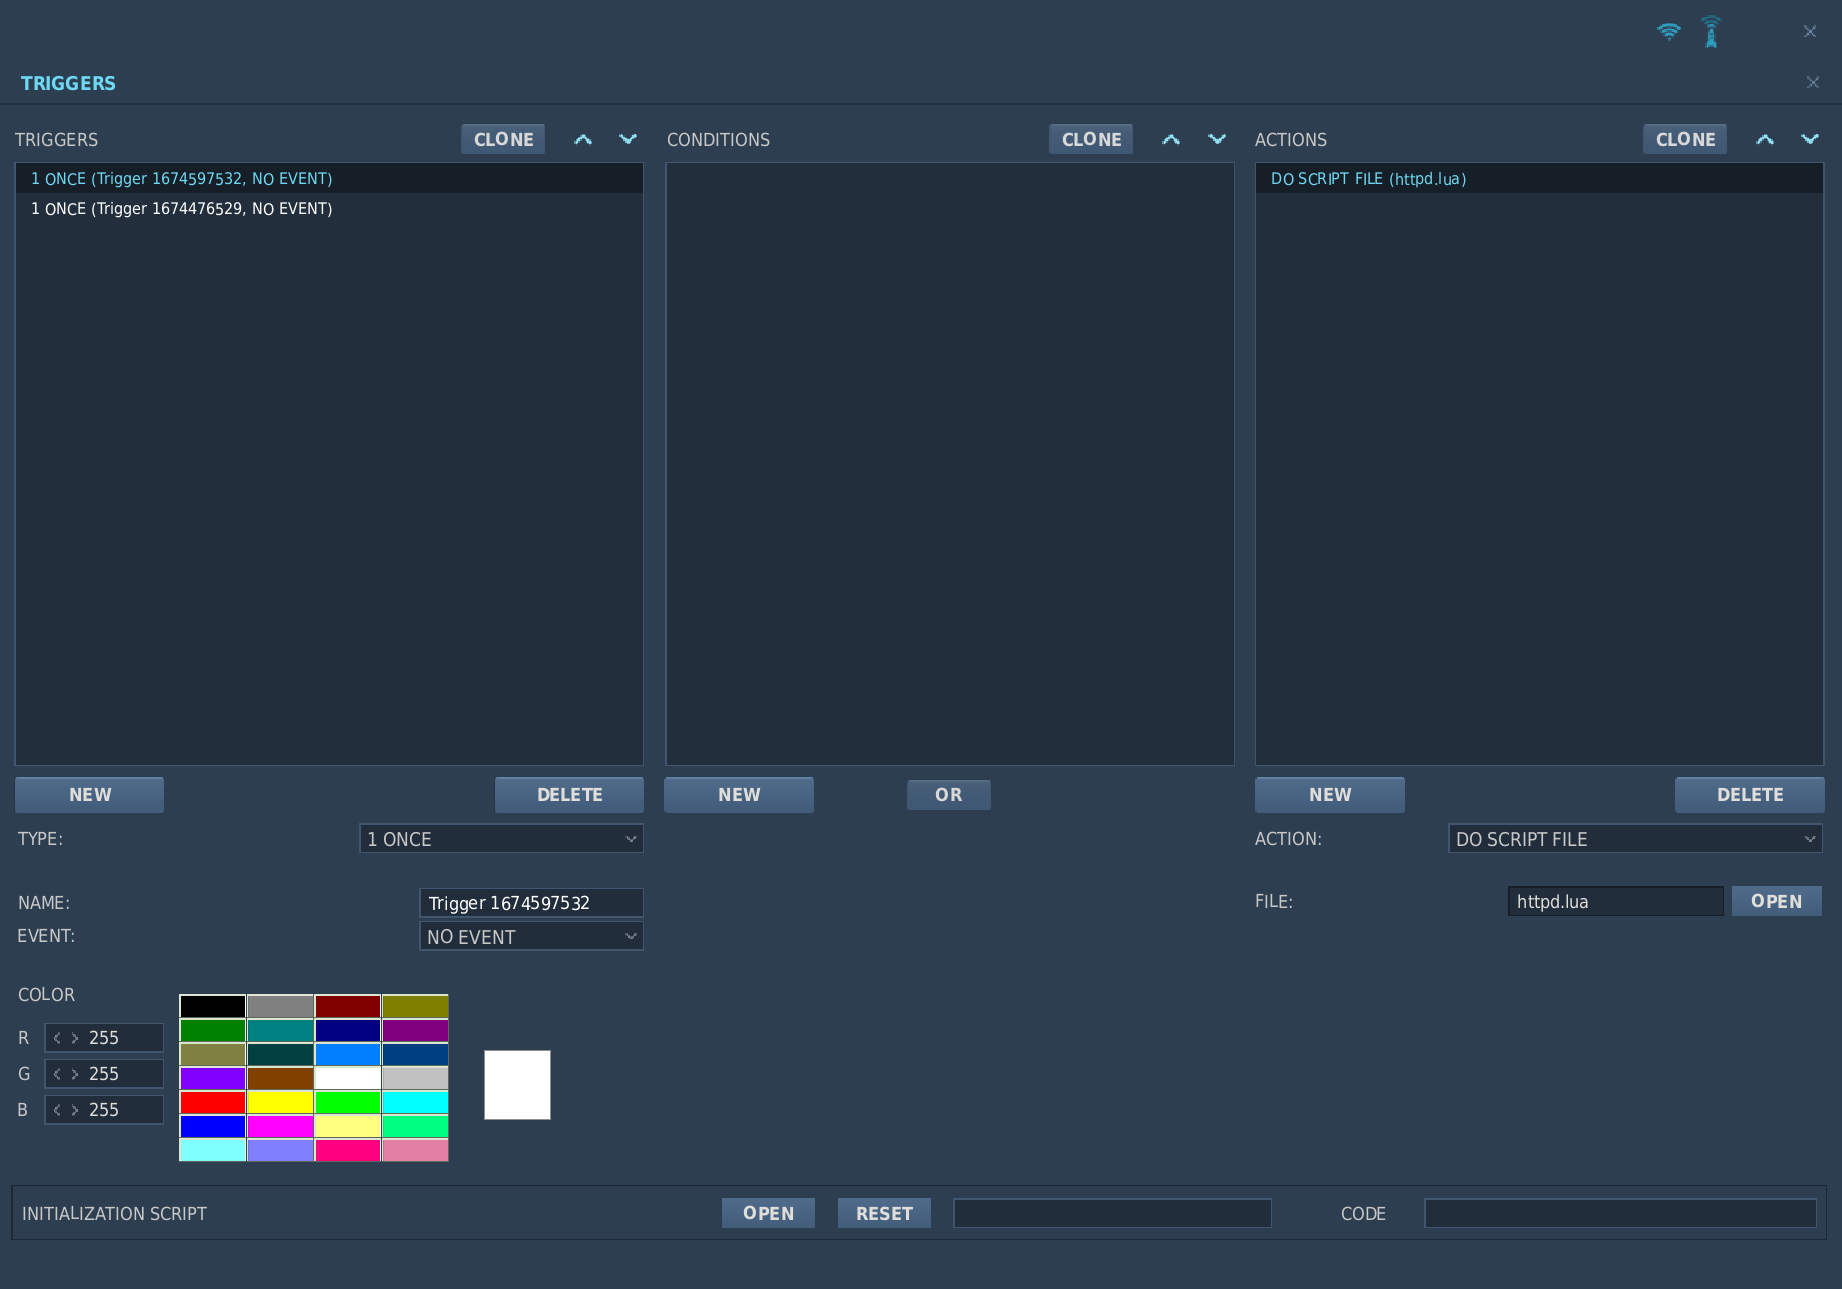 TRIGGERS
TRIGGERS CLONE CONDITIONS CLONE ACTIONS CLONE
1 ONCE (Trigger 1674597532, NO EVENT) DO SCRIPT FILE (httpd.lua)
1 ONCE (Trigger 1674476529, NO EVENT)
NEW DELETE NEW OR NEW DELETE
TYPE: 1 ONCE ACTION: DO SCRIPT FILE
NAME: Trigger 1674597532 FILE: httpd.lua OPEN
EVENT: NO EVENT
COLOR
R 255
G 255
B 255
INITIALIZATION SCRIPT OPEN RESET CODE